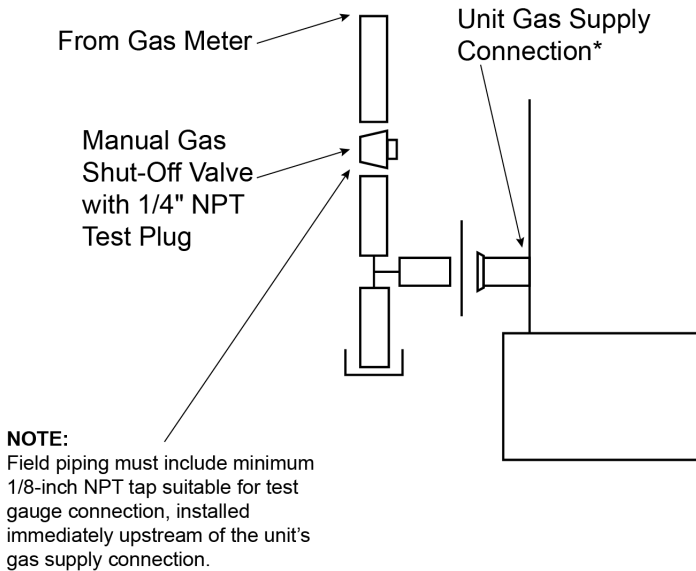 From Gas Meter
Unit Gas Supply
Connection*
Manual Gas
Shut-Off Valve
with 1/4" NPT
Test Plug
NOTE:
Field piping must include minimum
1/8-inch NPT tap suitable for test
gauge connection, installed
immediately upstream of the unit’s
gas supply connection.